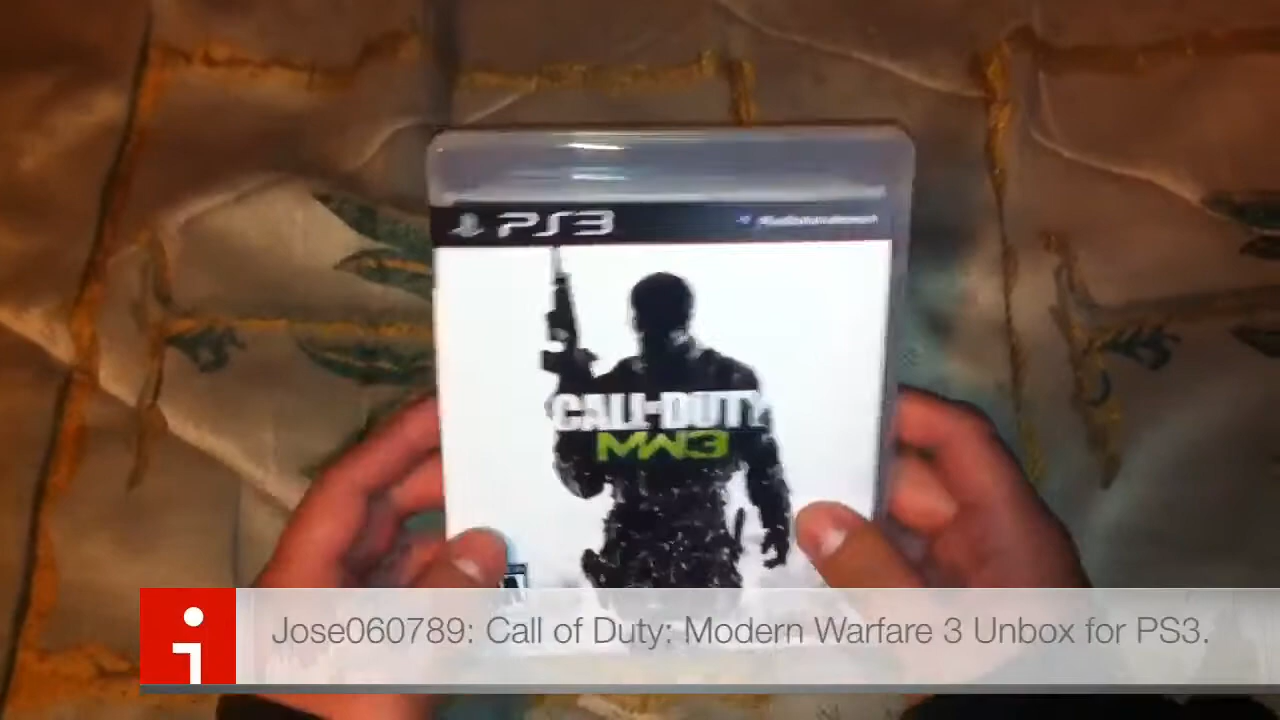 PS3
CALL OF DUTY
MW3
Jose060789: Call of Duty: Modern Warfare 3 Unbox for PS3.